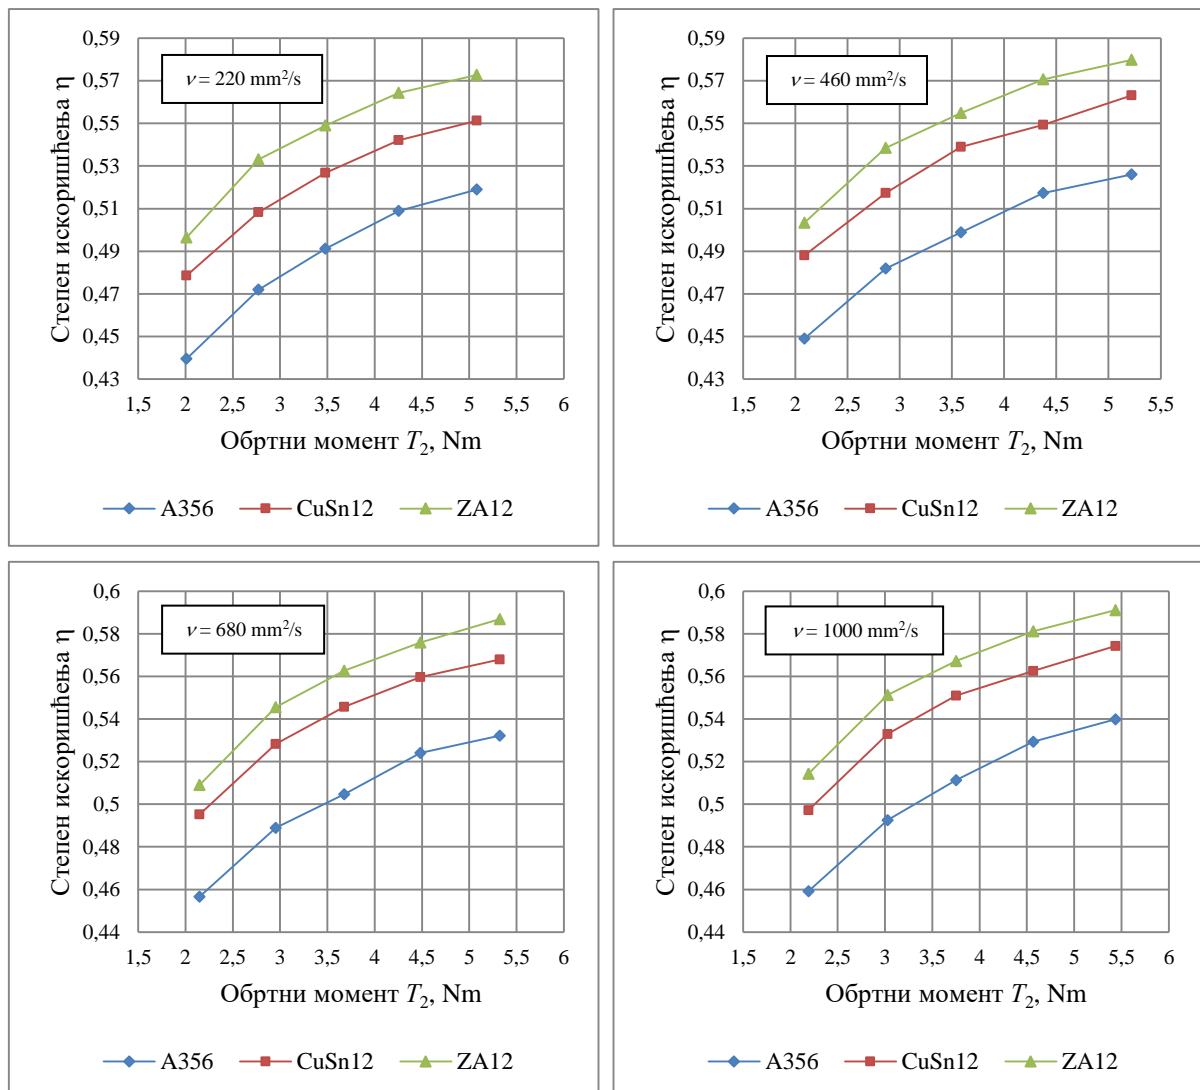 0,59
0,57
0,55
0,53
0,51
0,49
0,47
0,45
0,43
Степен искоришћења η
ν = 220 mm²/s
1,5 2 2,5 3 3,5 4 4,5 5 5,5 6
Обртни момент T₂, Nm
A356 CuSn12 ZA12
0,59
0,57
0,55
0,53
0,51
0,49
0,47
0,45
0,43
Степен искоришћења η
ν = 460 mm²/s
1,5 2 2,5 3 3,5 4 4,5 5 5,5
Обртни момент T₂, Nm
A356 CuSn12 ZA12
0,6
0,58
0,56
0,54
0,52
0,5
0,48
0,46
0,44
Степен искоришћења η
ν = 680 mm²/s
1,5 2 2,5 3 3,5 4 4,5 5 5,5 6
Обртни момент T₂, Nm
A356 CuSn12 ZA12
0,6
0,58
0,56
0,54
0,52
0,5
0,48
0,46
0,44
Степен искоришћења η
ν = 1000 mm²/s
1,5 2 2,5 3 3,5 4 4,5 5 5,5 6
Обртни момент T₂, Nm
A356 CuSn12 ZA12